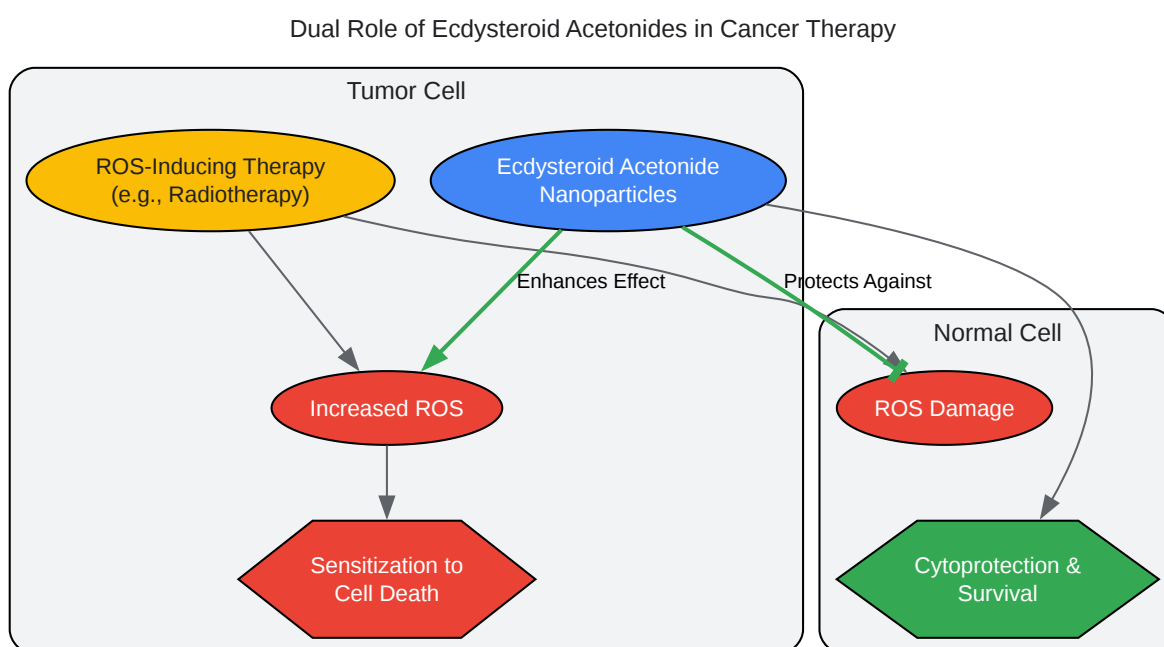 Dual Role of Ecdysteroid Acetonides in Cancer Therapy
Tumor Cell
ROS-Inducing Therapy
(e.g., Radiotherapy)
Ecdysteroid Acetonide
Nanoparticles
Enhances Effect
Protects Against
Normal Cell
Increased ROS
ROS Damage
Sensitization to
Cell Death
Cytoprotection &
Survival